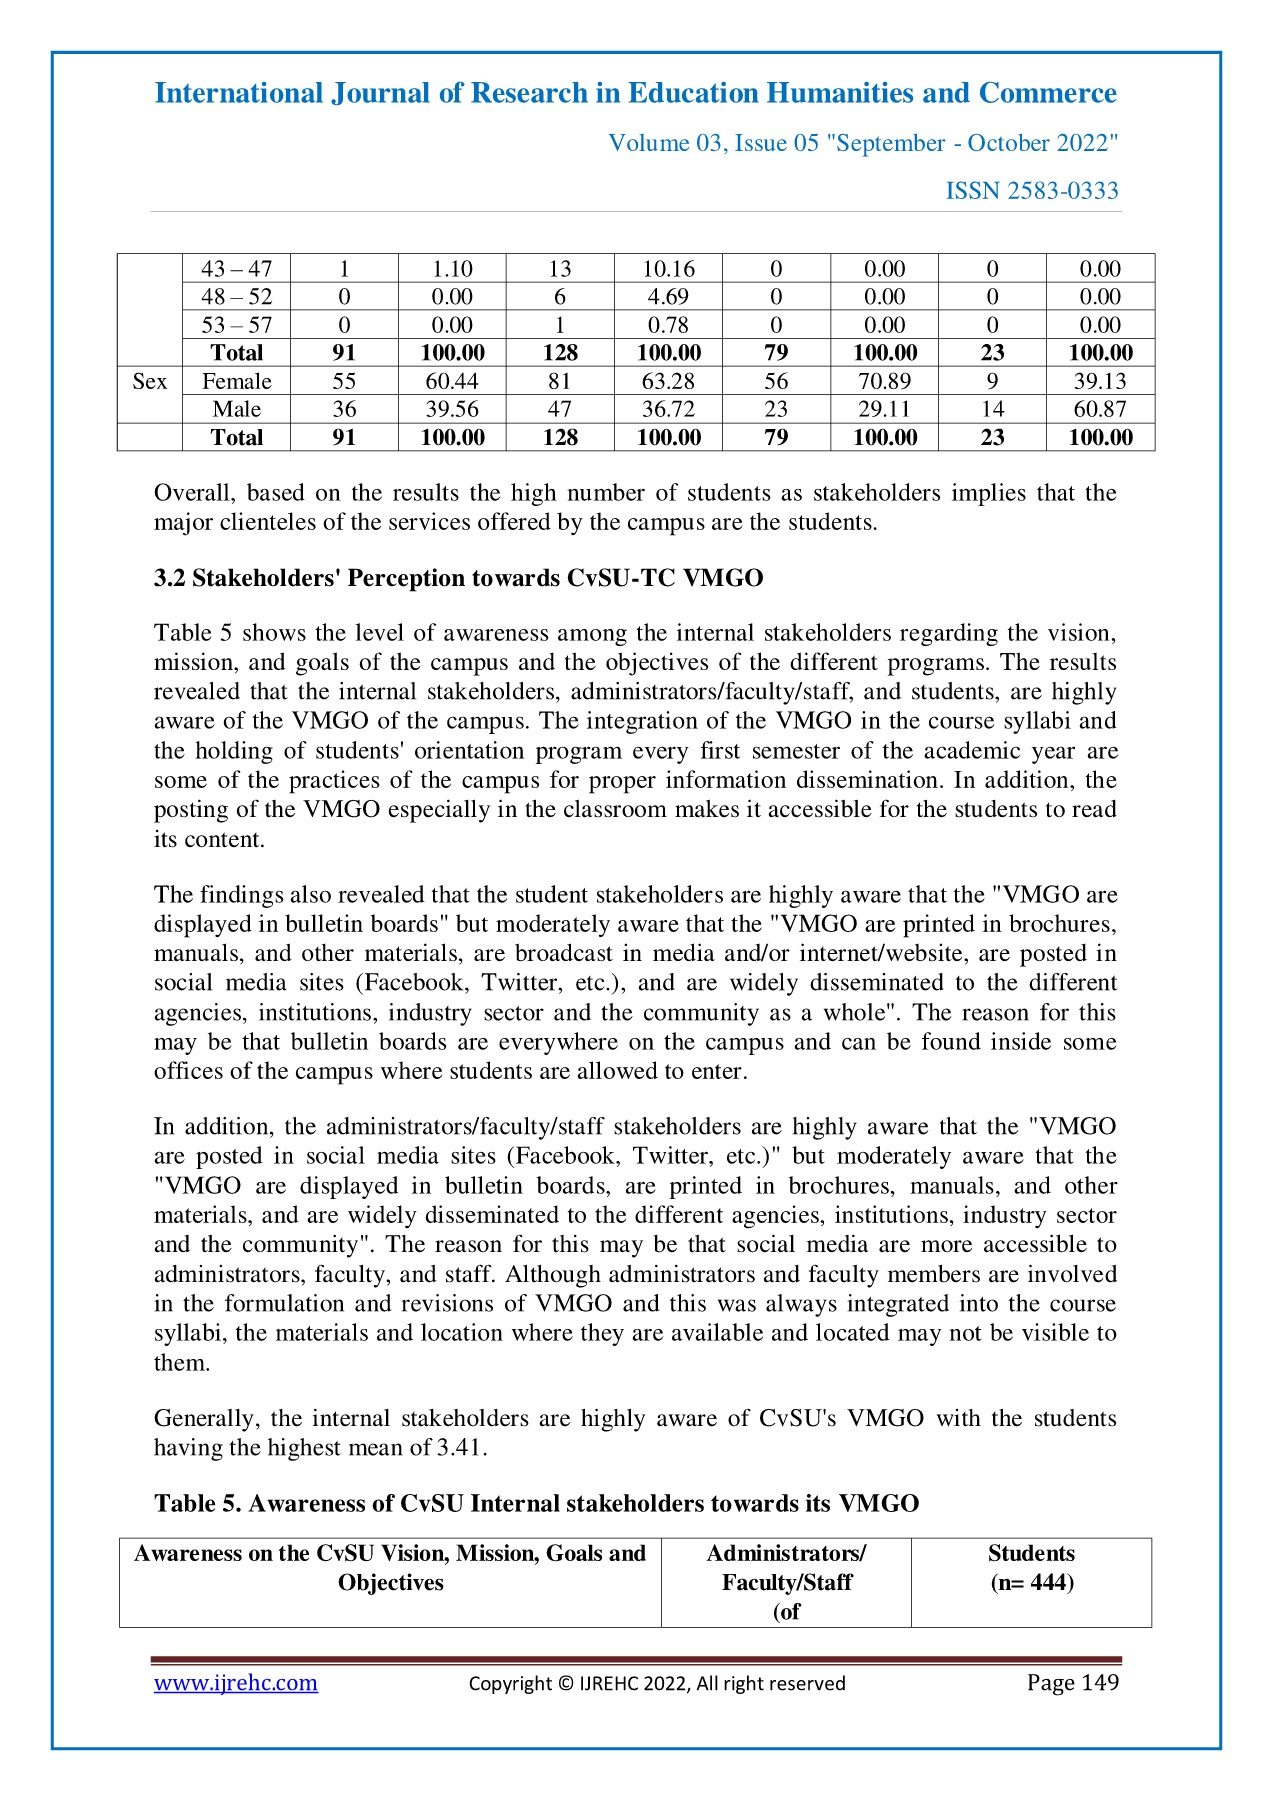 International Journal of Research in Education Humanities and Commerce
Volume 03, Issue 05 "September - October 2022"
ISSN 2583-0333
43 – 47 1 1.10 13 10.16 0 0.00 0 0.00
48 – 52 0 0.00 6 4.69 0 0.00 0 0.00
53 – 57 0 0.00 1 0.78 0 0.00 0 0.00
Total 91 100.00 128 100.00 79 100.00 23 100.00
Sex Female 55 60.44 81 63.28 56 70.89 9 39.13
Male 36 39.56 47 36.72 23 29.11 14 60.87
Total 91 100.00 128 100.00 79 100.00 23 100.00
Overall, based on the results the high number of students as stakeholders implies that the
major clienteles of the services offered by the campus are the students.
3.2 Stakeholders' Perception towards CvSU-TC VMGO
Table 5 shows the level of awareness among the internal stakeholders regarding the vision,
mission, and goals of the campus and the objectives of the different programs. The results
revealed that the internal stakeholders, administrators/faculty/staff, and students, are highly
aware of the VMGO of the campus. The integration of the VMGO in the course syllabi and
the holding of students' orientation program every first semester of the academic year are
some of the practices of the campus for proper information dissemination. In addition, the
posting of the VMGO especially in the classroom makes it accessible for the students to read
its content.
The findings also revealed that the student stakeholders are highly aware that the "VMGO are
displayed in bulletin boards" but moderately aware that the "VMGO are printed in brochures,
manuals, and other materials, are broadcast in media and/or internet/website, are posted in
social media sites (Facebook, Twitter, etc.), and are widely disseminated to the different
agencies, institutions, industry sector and the community as a whole". The reason for this
may be that bulletin boards are everywhere on the campus and can be found inside some
offices of the campus where students are allowed to enter.
In addition, the administrators/faculty/staff stakeholders are highly aware that the "VMGO
are posted in social media sites (Facebook, Twitter, etc.)" but moderately aware that the
"VMGO are displayed in bulletin boards, are printed in brochures, manuals, and other
materials, and are widely disseminated to the different agencies, institutions, industry sector
and the community". The reason for this may be that social media are more accessible to
administrators, faculty, and staff. Although administrators and faculty members are involved
in the formulation and revisions of VMGO and this was always integrated into the course
syllabi, the materials and location where they are available and located may not be visible to
them.
Generally, the internal stakeholders are highly aware of CvSU's VMGO with the students
having the highest mean of 3.41.
Table 5. Awareness of CvSU Internal stakeholders towards its VMGO
Awareness on the CvSU Vision, Mission, Goals and Administrators/ Students
Objectives Faculty/Staff (n= 444)
(of
www.ijrehc.com Copyright © IJREHC 2022, All right reserved Page 149